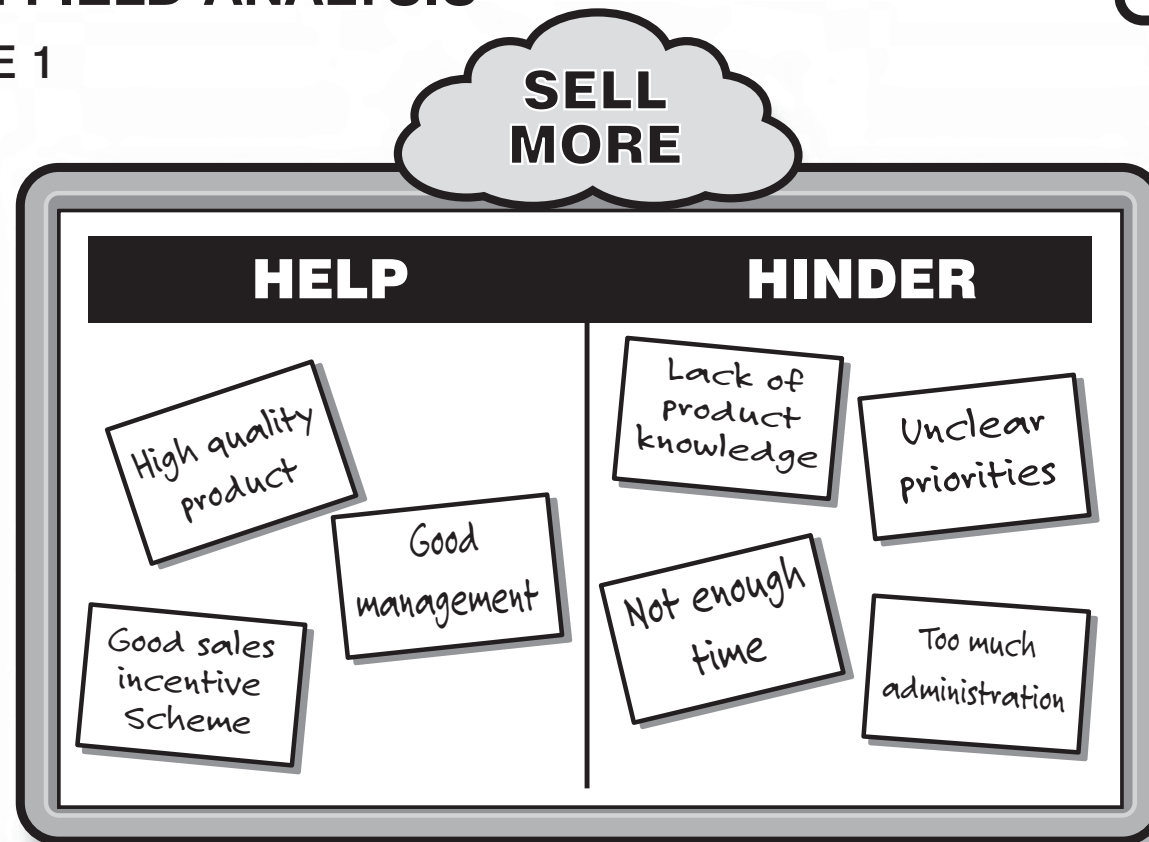 FIELD ANALYSIS
E 1
SELL
MORE
HELP
HINDER
High quality
product
Good
management
Good sales
incentive
Scheme
Lack of
product
knowledge
Unclear
priorities
Not enough
time
Too much
administration